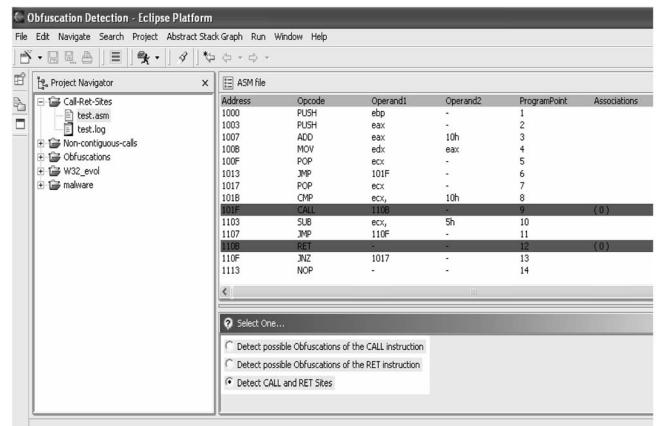 Obfuscation Detection - Eclipse Platform
File Edit Navigate Search Project Abstract Stack Graph Run Window Help
Project Navigator
Call-Ret-Sites
test.asm
test.log
Non-contiguous-calls
Obfuscations
W32_evol
malware
ASM file
Address Opcode Operand1 Operand2 ProgramPoint Associations
1000 PUSH ebp - 1
1003 PUSH eax - 2
1007 ADD eax 10h 3
100B MOV edx eax 4
100F POP ecx - 5
1013 JMP 101F - 6
1017 POP ecx - 7
101B CMP ecx, 10h 8
101F CALL 110B - 9 ( 0 )
1103 SUB ecx, 5h 10
1107 JMP 110F - 11
110B RET - - 12 ( 0 )
110F JNZ 1017 - 13
1113 NOP - - 14
Select One...
Detect possible Obfuscations of the CALL instruction
Detect possible Obfuscations of the RET instruction
Detect CALL and RET Sites